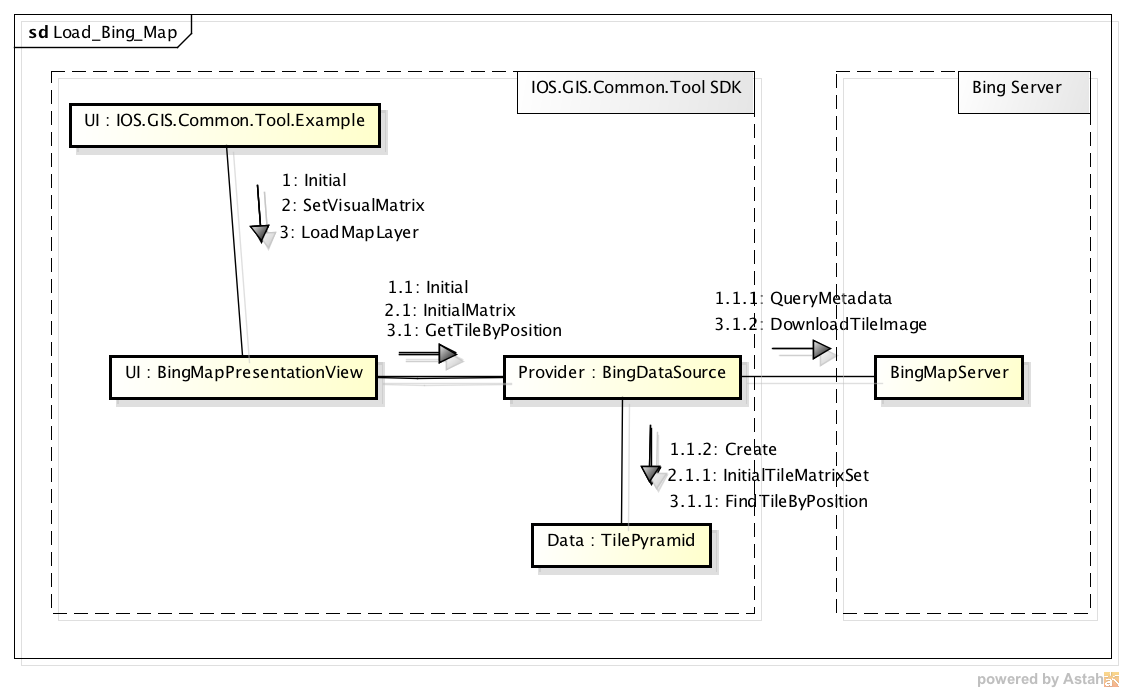 sd Load_Bing_Map
IOS.GIS.Common.Tool SDK
Bing Server
UI : IOS.GIS.Common.Tool.Example
1: Initial
2: SetVisualMatrix
3: LoadMapLayer
1.1: Initial
2.1: InitialMatrix
3.1: GetTileByPosition
1.1.1: QueryMetadata
3.1.2: DownloadTileImage
UI : BingMapPresentationView
Provider : BingDataSource
BingMapServer
1.1.2: Create
2.1.1: InitialTileMatrixSet
3.1.1: FindTileByPosition
Data : TilePyramid
powered by Astah